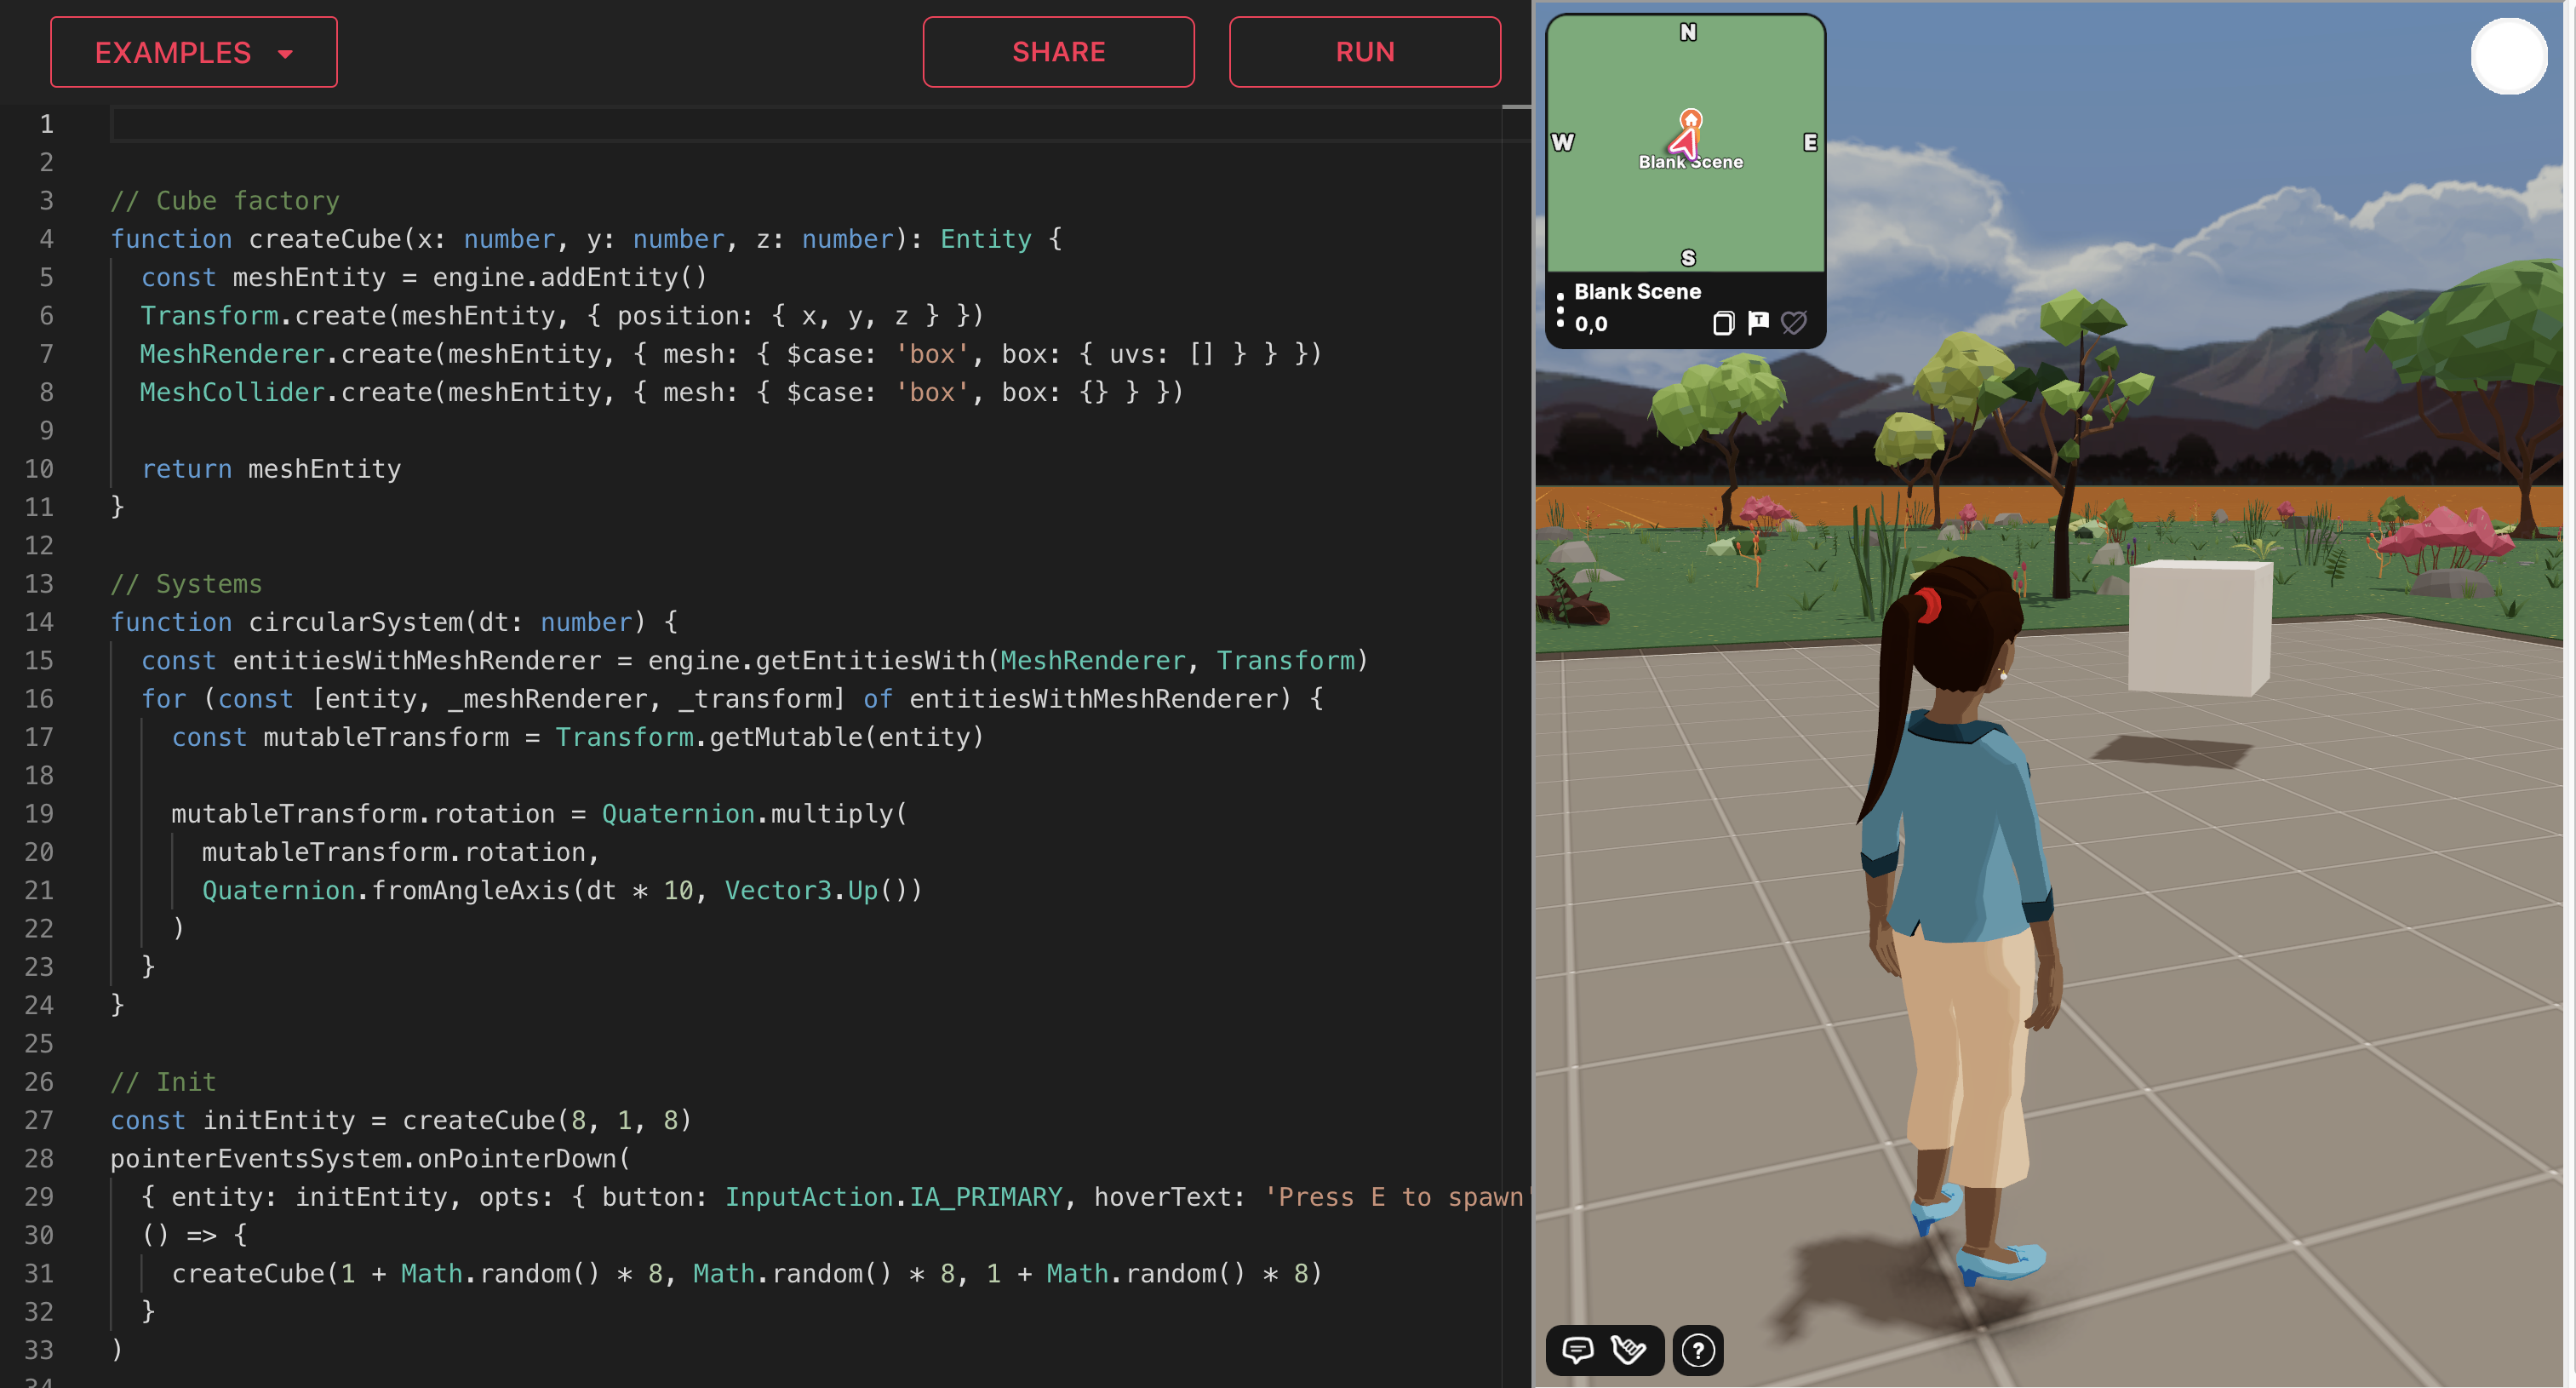 EXAMPLES
SHARE
RUN
1
2
3 // Cube factory
4 function createCube(x: number, y: number, z: number): Entity {
5 const meshEntity = engine.addEntity()
6 Transform.create(meshEntity, { position: { x, y, z } })
7 MeshRenderer.create(meshEntity, { mesh: { $case: 'box', box: { uvs: [] } } })
8 MeshCollider.create(meshEntity, { mesh: { $case: 'box', box: {} } })
9
10 return meshEntity
11 }
12
13 // Systems
14 function circularSystem(dt: number) {
15 const entitiesWithMeshRenderer = engine.getEntitiesWith(MeshRenderer, Transform)
16 for (const [entity, _meshRenderer, _transform] of entitiesWithMeshRenderer) {
17 const mutableTransform = Transform.getMutable(entity)
18
19 mutableTransform.rotation = Quaternion.multiply(
20 mutableTransform.rotation,
21 Quaternion.fromAngleAxis(dt * 10, Vector3.Up())
22 )
23 }
24 }
25
26 // Init
27 const initEntity = createCube(8, 1, 8)
28 pointerEventsSystem.onPointerDown(
29 { entity: initEntity, opts: { button: InputAction.IA_PRIMARY, hoverText: 'Press E to spawn'
30 () => {
31 createCube(1 + Math.random() * 8, Math.random() * 8, 1 + Math.random() * 8)
32 }
33 )
34
N
W
E
Blank Scene
S
Blank Scene
0,0
T
?